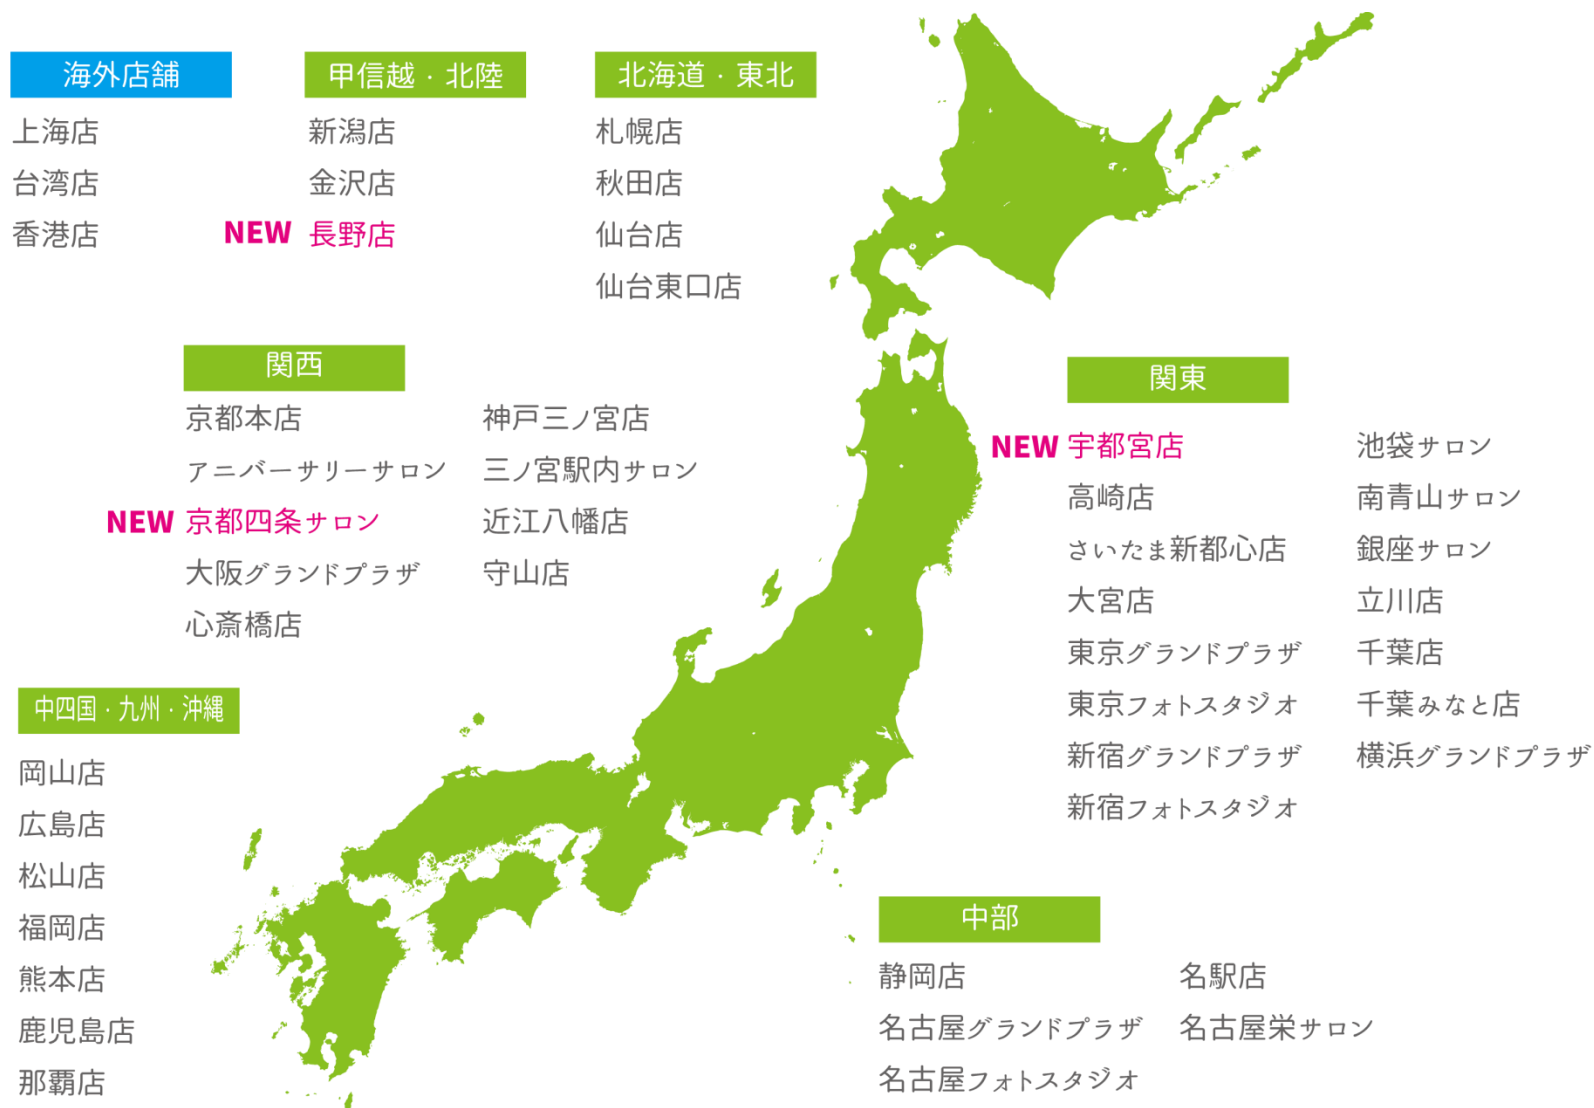 海外店舗
上海店
台湾店
香港店
甲信越・北陸
新潟店
金沢店
NEW 長野店
北海道・東北
札幌店
秋田店
仙台店
仙台東口店
関西
京都本店
アニバーサリーサロン
NEW 京都四条サロン
大阪グランドプラザ
心斎橋店
神戸三ノ宮店
三ノ宮駅内サロン
近江八幡店
守山店
関東
NEW 宇都宮店
高崎店
さいたま新都心店
大宮店
東京グランドプラザ
東京フォトスタジオ
新宿グランドプラザ
新宿フォトスタジオ
池袋サロン
南青山サロン
銀座サロン
立川店
千葉店
千葉みなと店
横浜グランドプラザ
中四国・九州・沖縄
岡山店
広島店
松山店
福岡店
熊本店
鹿児島店
那覇店
中部
静岡店
名古屋グランドプラザ
名古屋フォトスタジオ
名駅店
名古屋栄サロン